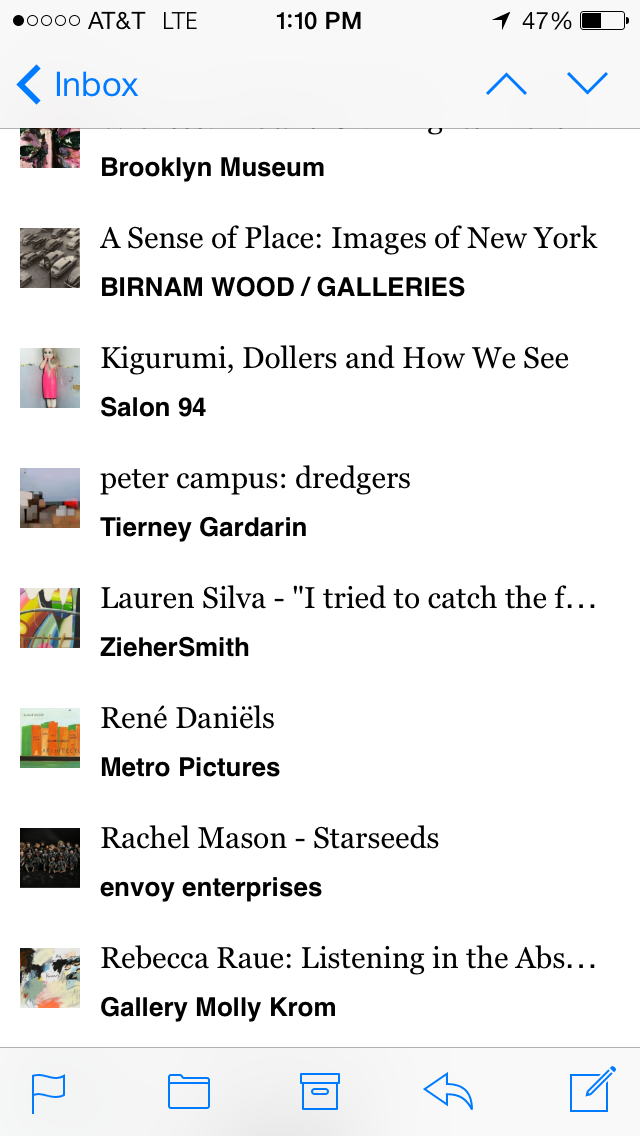 AT&T LTE 1:10 PM 47%
Inbox
Brooklyn Museum
A Sense of Place: Images of New York
BIRNAM WOOD / GALLERIES
Kigurumi, Dollers and How We See
Salon 94
peter campus: dredgers
Tierney Gardarin
Lauren Silva - "I tried to catch the f...
ZieherSmith
René Daniëls
Metro Pictures
Rachel Mason - Starseeds
envoy enterprises
Rebecca Raue: Listening in the Abs...
Gallery Molly Krom